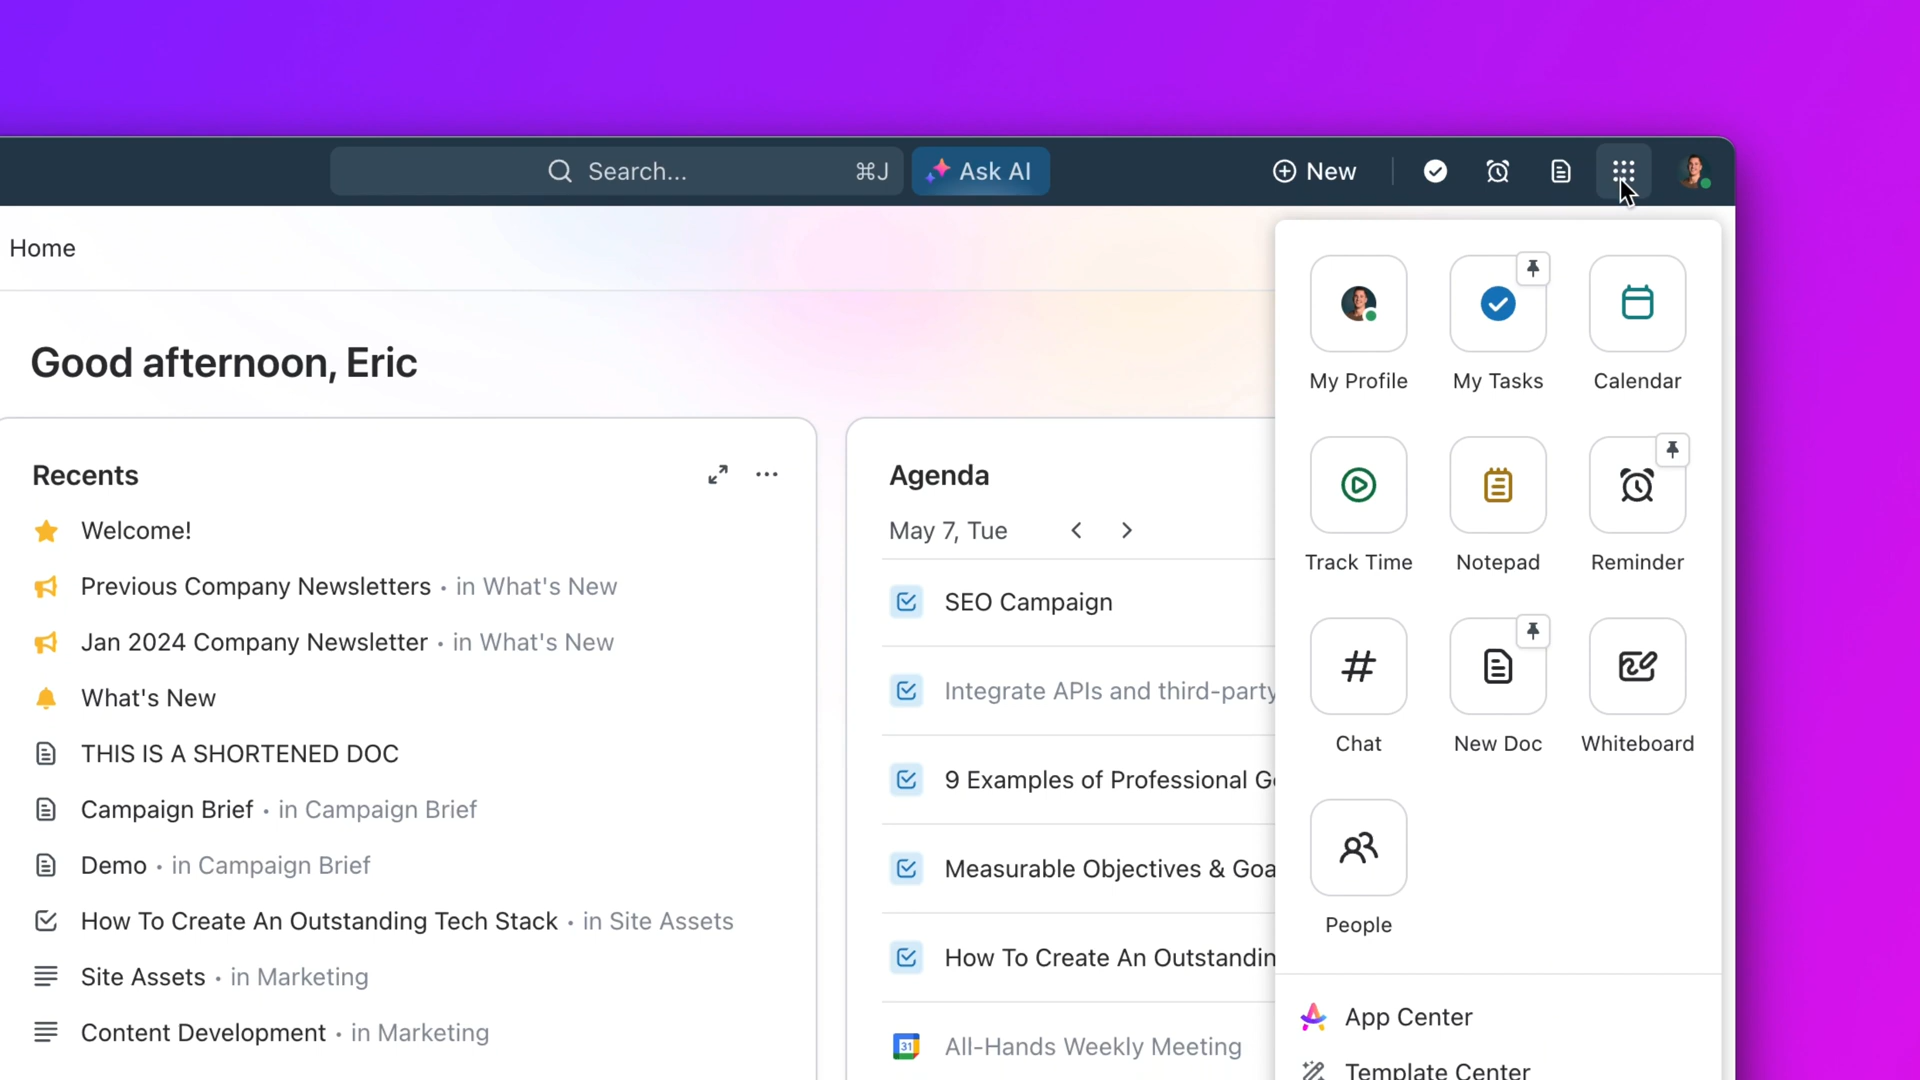 Search... ⌘J
Ask AI
New
Home
Good afternoon, Eric
Recents
Welcome!
Previous Company Newsletters • in What's New
Jan 2024 Company Newsletter • in What's New
What's New
THIS IS A SHORTENED DOC
Campaign Brief • in Campaign Brief
Demo • in Campaign Brief
How To Create An Outstanding Tech Stack • in Site Assets
Site Assets • in Marketing
Content Development • in Marketing
Agenda
May 7, Tue
SEO Campaign
Integrate APIs and third-party
9 Examples of Professional G
Measurable Objectives & Goa
How To Create An Outstandin
31 All-Hands Weekly Meeting
My Profile
My Tasks
Calendar
Track Time
Notepad
Reminder
Chat
New Doc
Whiteboard
People
App Center
Template Center